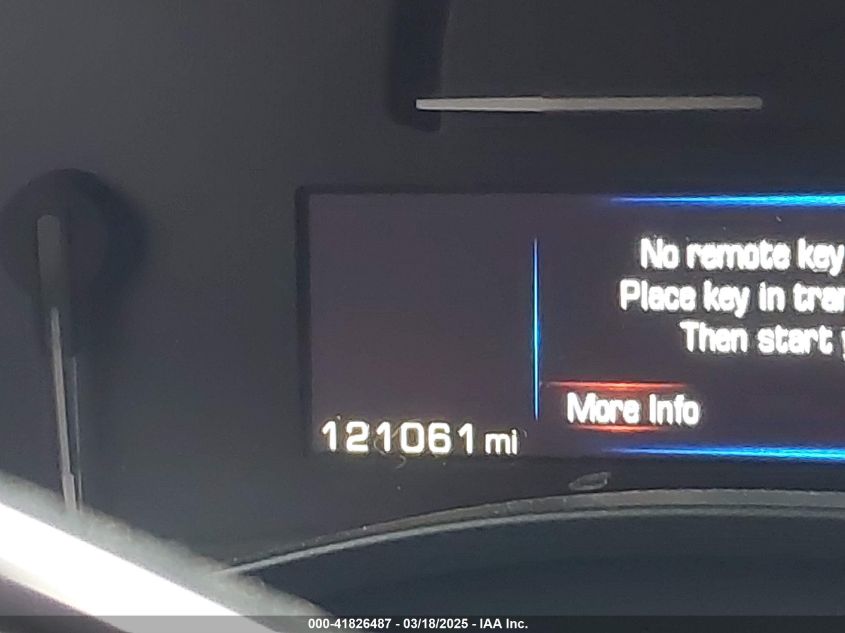 No remote key
Place key in
Then start
More Info
121061 mi
000-41826487 - 03/18/2025 - IAA Inc.